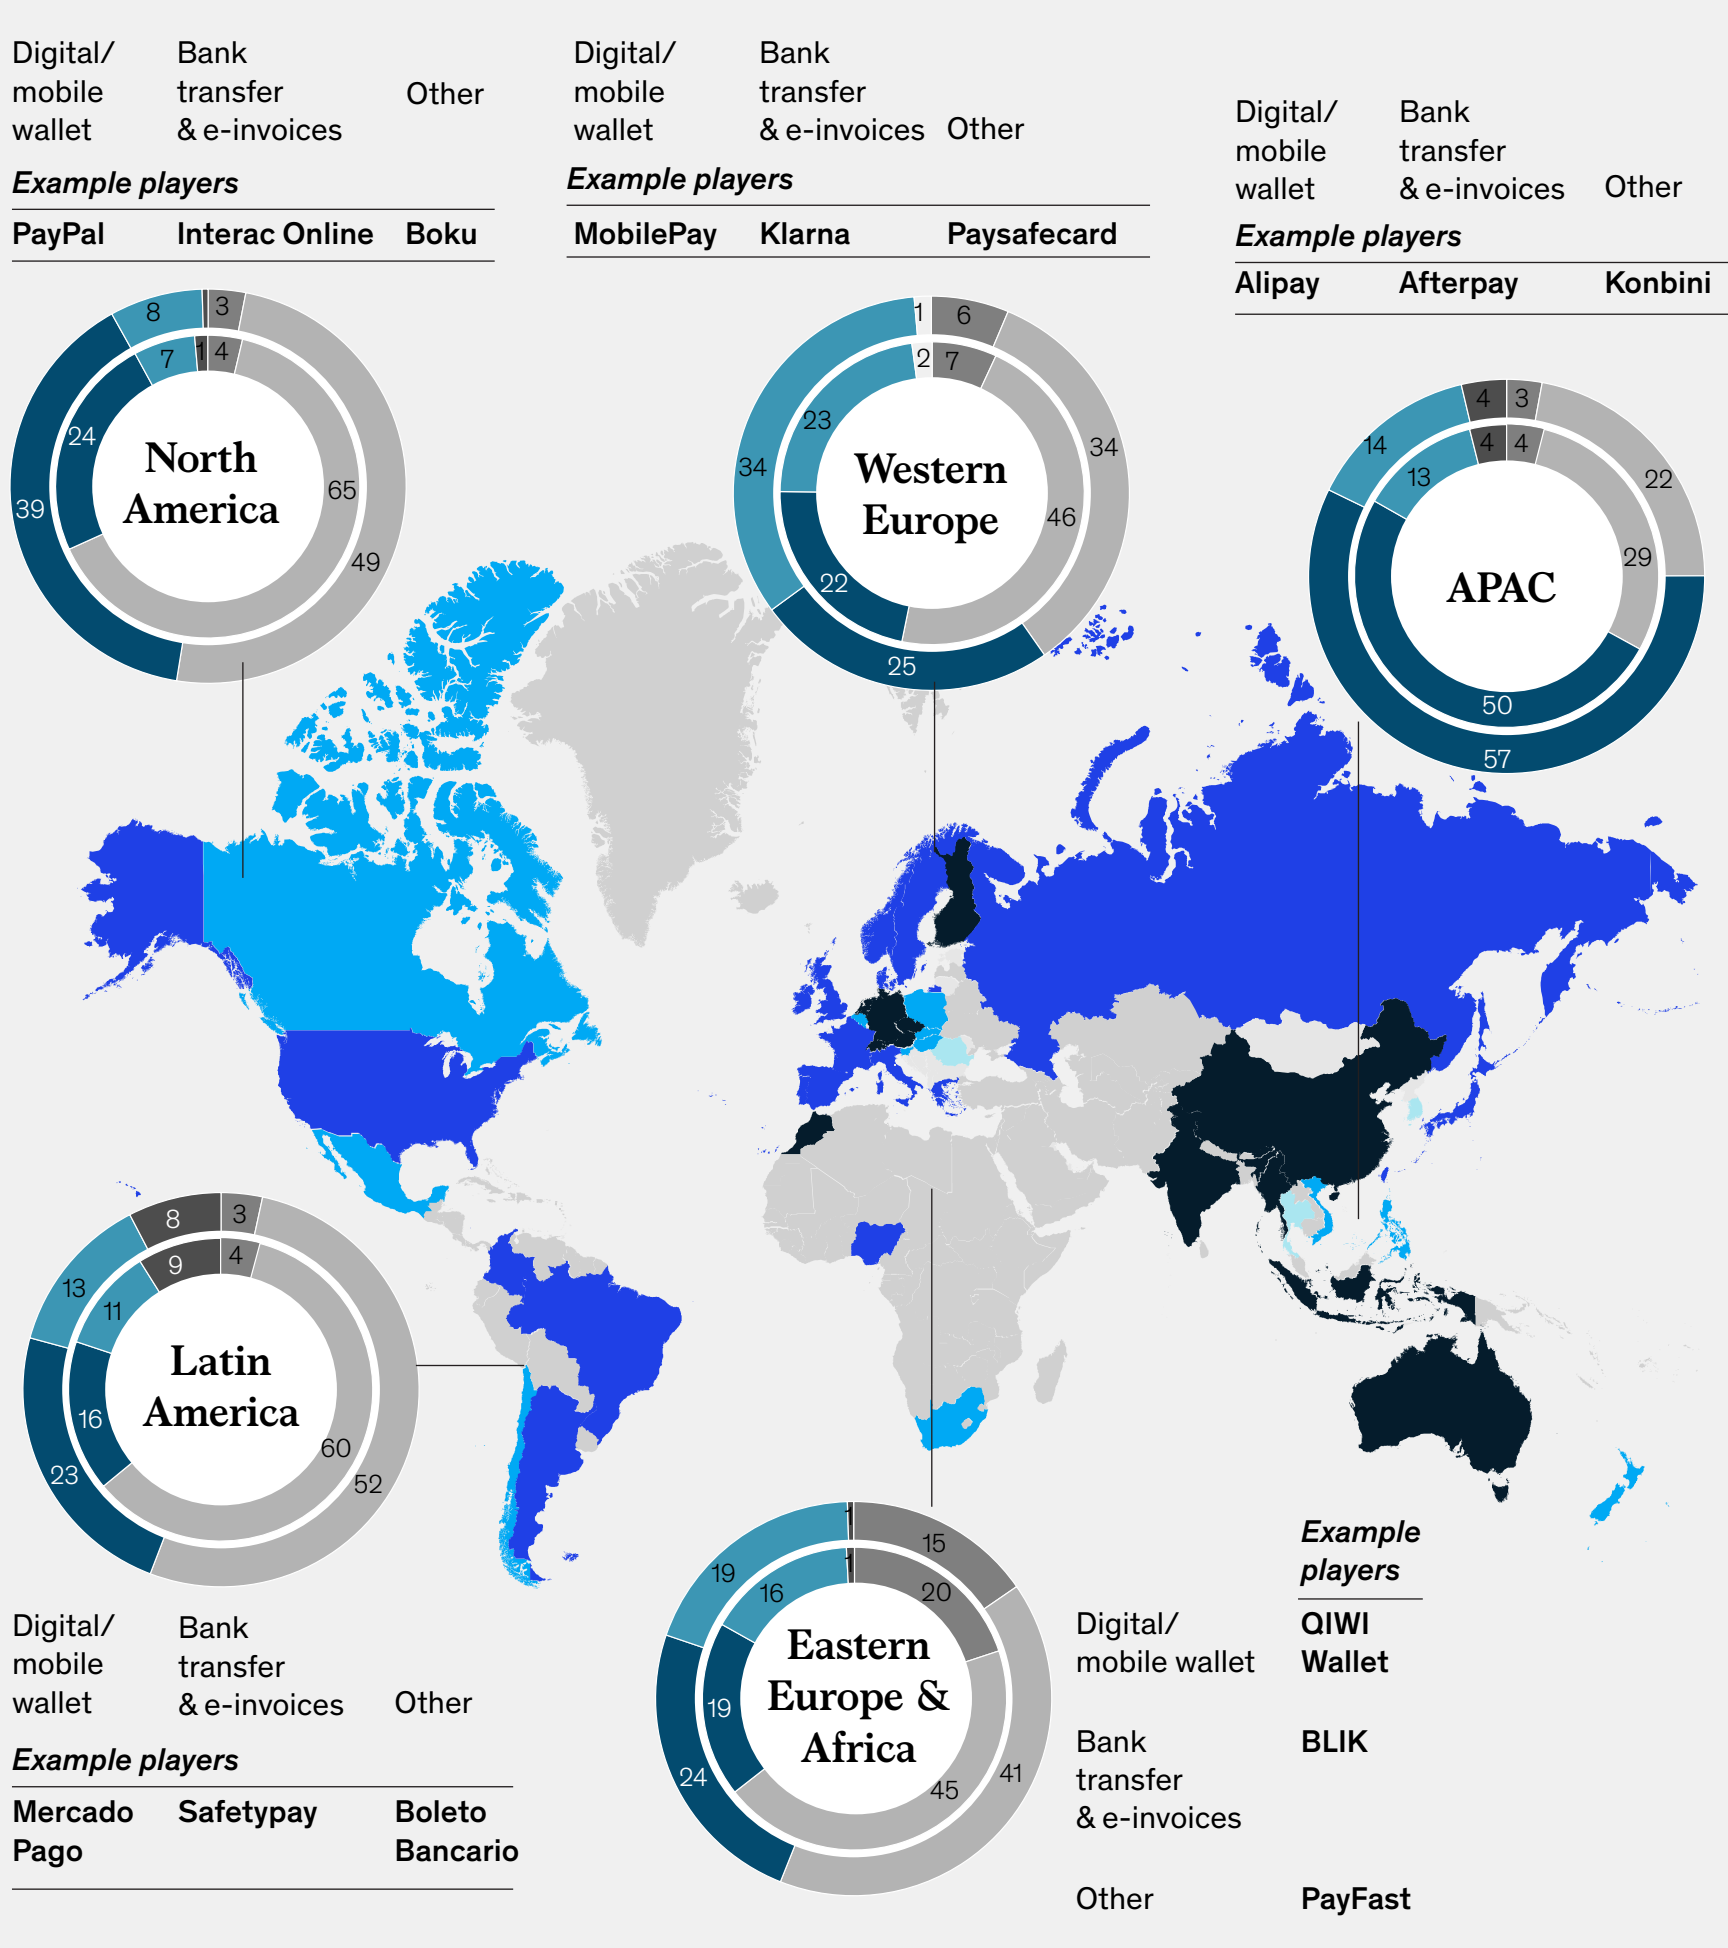 Digital/
mobile
wallet
Bank
transfer
& e-invoices
Other
Example players
PayPal
Interac Online
Boku
Digital/
mobile
wallet
Bank
transfer
& e-invoices
Other
Example players
MobilePay
Klarna
Paysafecard
Digital/
mobile
wallet
Bank
transfer
& e-invoices
Other
Example players
Alipay
Afterpay
Konbini
8
3
7
1
4
24
39
65
49
North
America
1
6
2
7
23
34
34
46
22
25
Western
Europe
4
3
4
4
14
13
22
29
50
57
APAC
8
3
9
4
13
11
16
23
60
52
Latin
America
1
15
1
20
19
16
19
24
45
41
Eastern
Europe &
Africa
Digital/
mobile
wallet
Bank
transfer
& e-invoices
Other
Example players
Mercado
Pago
Safetypay
Boleto
Bancario
Example
players
Digital/
mobile wallet
QIWI
Wallet
Bank
transfer
& e-invoices
BLIK
Other
PayFast